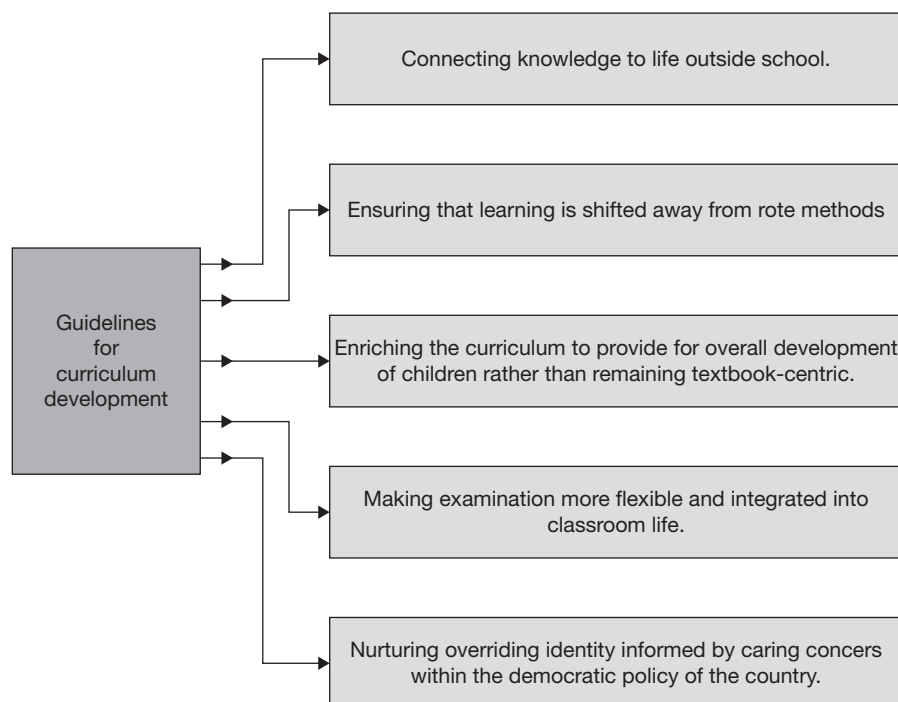 Connecting knowledge to life outside school.
Ensuring that learning is shifted away from rote methods
Guidelines
for
curriculum
development
Enriching the curriculum to provide for overall development
of children rather than remaining textbook-centric.
Making examination more flexible and integrated into
classroom life.
Nurturing overriding identity informed by caring concers
within the democratic policy of the country.